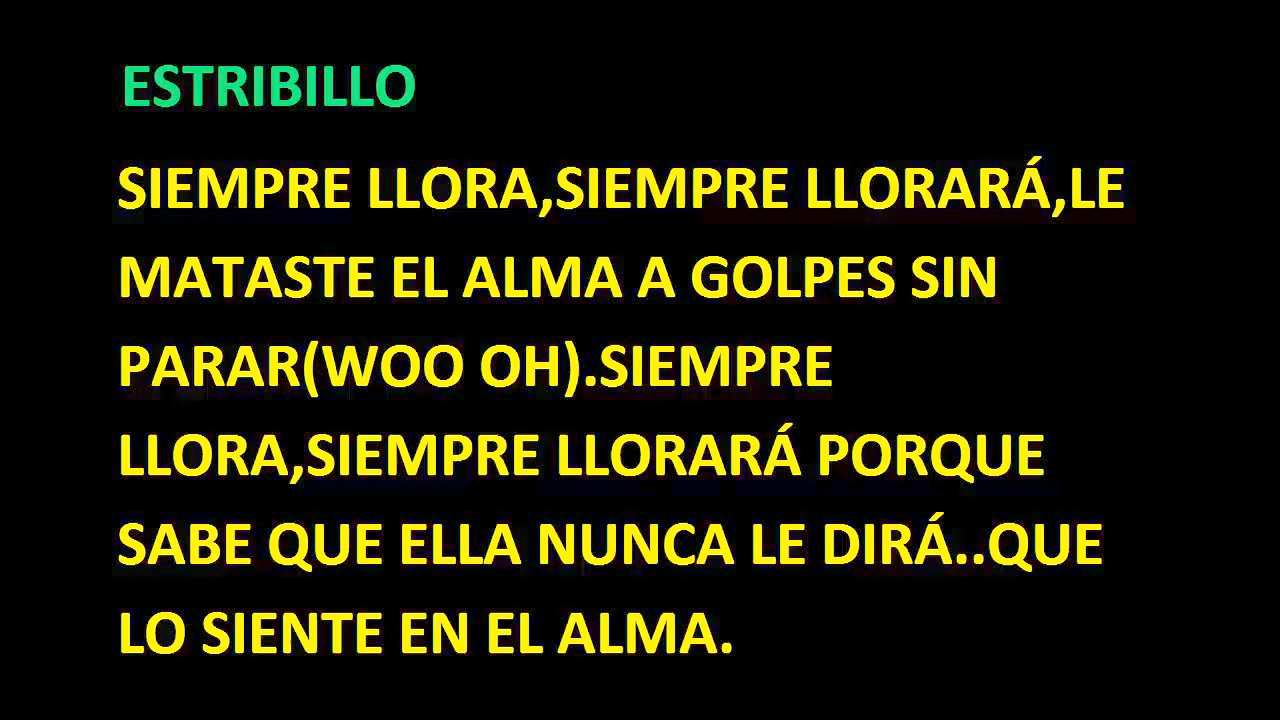 ESTRIBILLO
SIEMPRE LLORA,SIEMPRE LLORARÁ,LE
MATASTE EL ALMA A GOLPES SIN
PARAR(WOO OH).SIEMPRE
LLORA,SIEMPRE LLORARÁ PORQUE
SABE QUE ELLA NUNCA LE DIRÁ..QUE
LO SIENTE EN EL ALMA.